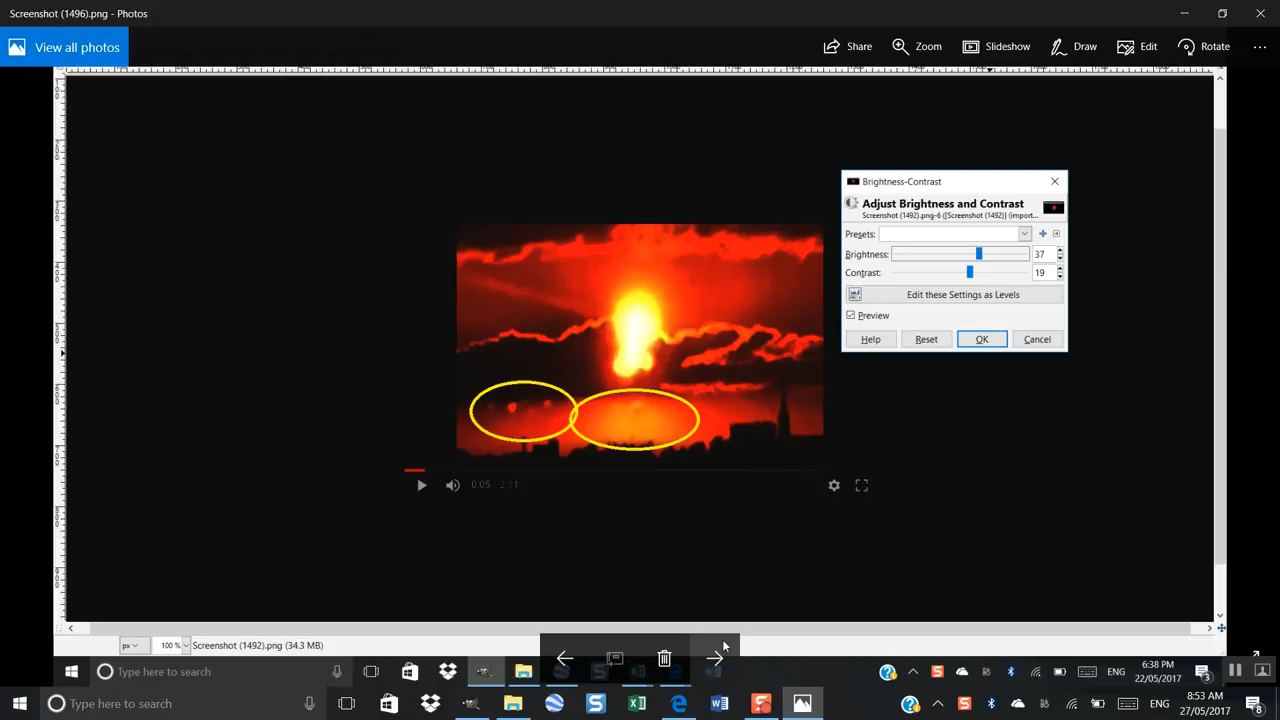 Screenshot (1496).png - Photos
View all photos
Share
Zoom
Slideshow
Draw
Edit
Rotate
Brightness-Contrast
Adjust Brightness and Contrast
Screenshot (1492).png-6 ([Screenshot (1492)] (import...
Presets:
Brightness: 37
Contrast: 19
Edit these Settings as Levels
Preview
Help Reset OK Cancel
0:05 / 2:11
px 100 % Screenshot (1492).png (34.3 MB)
Type here to search
ENG
6:38 PM
22/05/2017
3
Type here to search
ENG
8:53 AM
27/05/2017
8